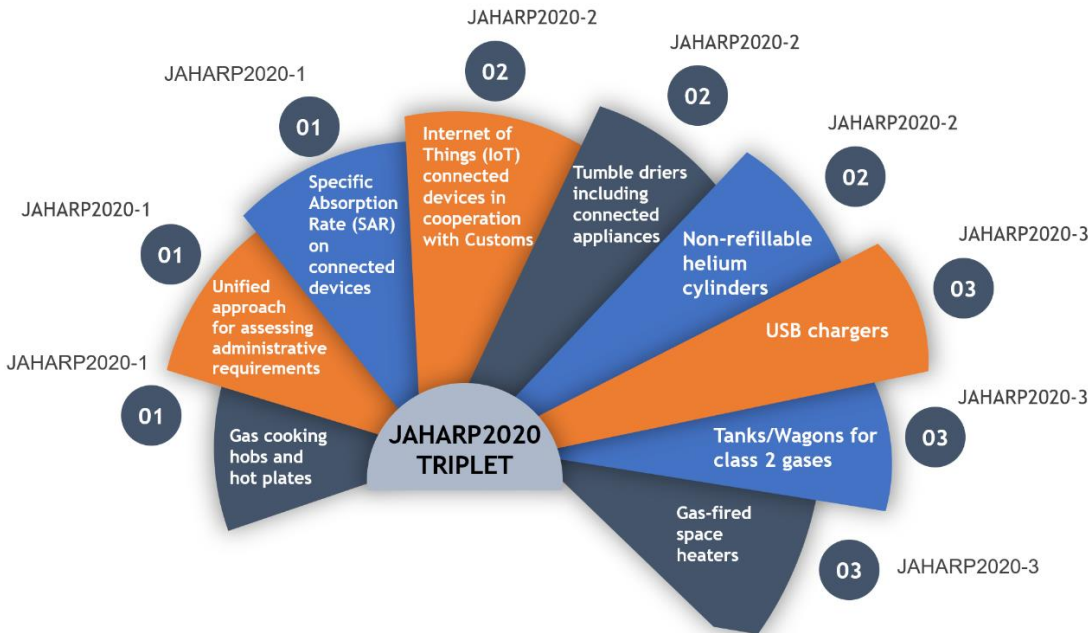 JAHARP2020-1
01
Gas cooking
hobs and
hot plates
JAHARP2020-1
01
Unified
approach
for assessing
administrative
requirements
JAHARP2020-1
01
Specific
Absorption
Rate (SAR)
on
connected
devices
JAHARP2020-2
02
Internet of
Things (IoT)
connected
devices in
cooperation
with Customs
JAHARP2020-2
02
Tumble driers
including
connected
appliances
JAHARP2020-2
02
Non-refillable
helium
cylinders
JAHARP2020-3
03
USB chargers
JAHARP2020-3
03
Tanks/Wagons for
class 2 gases
JAHARP2020-3
03
Gas-fired
space
heaters
JAHARP2020
TRIPLET